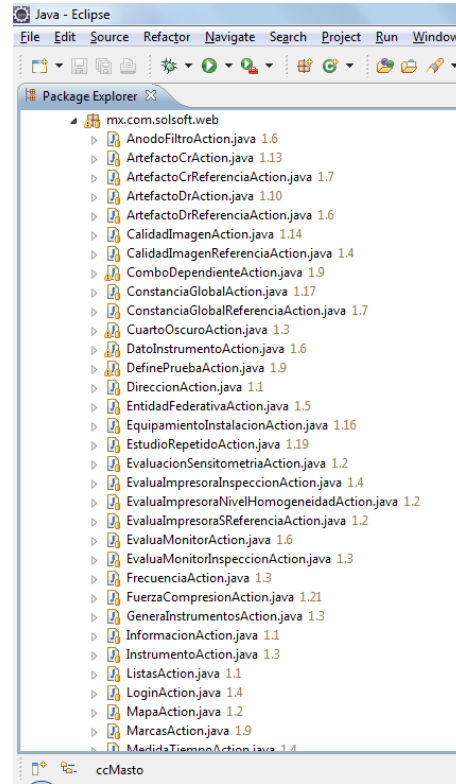 Java - Eclipse
File Edit Source Refactor Navigate Search Project Run Window
Package Explorer
mx.com.solsoft.web
AnodoFiltroAction.java 1.6
ArtefactoCrAction.java 1.13
ArtefactoCrReferenciaAction.java 1.7
ArtefactoDrAction.java 1.10
ArtefactoDrReferenciaAction.java 1.6
CalidadImagenAction.java 1.14
CalidadImagenReferenciaAction.java 1.4
ComboDependienteAction.java 1.9
ConstanciaGlobalAction.java 1.17
ConstanciaGlobalReferenciaAction.java 1.7
CuartoOscuroAction.java 1.3
DatoInstrumentoAction.java 1.6
DefinePruebaAction.java 1.9
DireccionAction.java 1.1
EntidadFederativaAction.java 1.5
EquipamientoInstalacionAction.java 1.16
EstudioRepetidoAction.java 1.19
EvaluacionSensitometriaAction.java 1.2
EvaluaImpresoraInspeccionAction.java 1.4
EvaluaImpresoraNivelHomogeneidadAction.java 1.2
EvaluaImpresoraSReferenciaAction.java 1.2
EvaluaMonitorAction.java 1.6
EvaluaMonitorInspeccionAction.java 1.3
FrecuenciaAction.java 1.3
FuerzaCompresionAction.java 1.21
GeneraInstrumentosAction.java 1.3
InformacionAction.java 1.1
InstrumentoAction.java 1.3
ListasAction.java 1.1
LoginAction.java 1.4
MapaAction.java 1.2
MarcasAction.java 1.9
MedidaTiempoAction.java 1.4
ccMasto